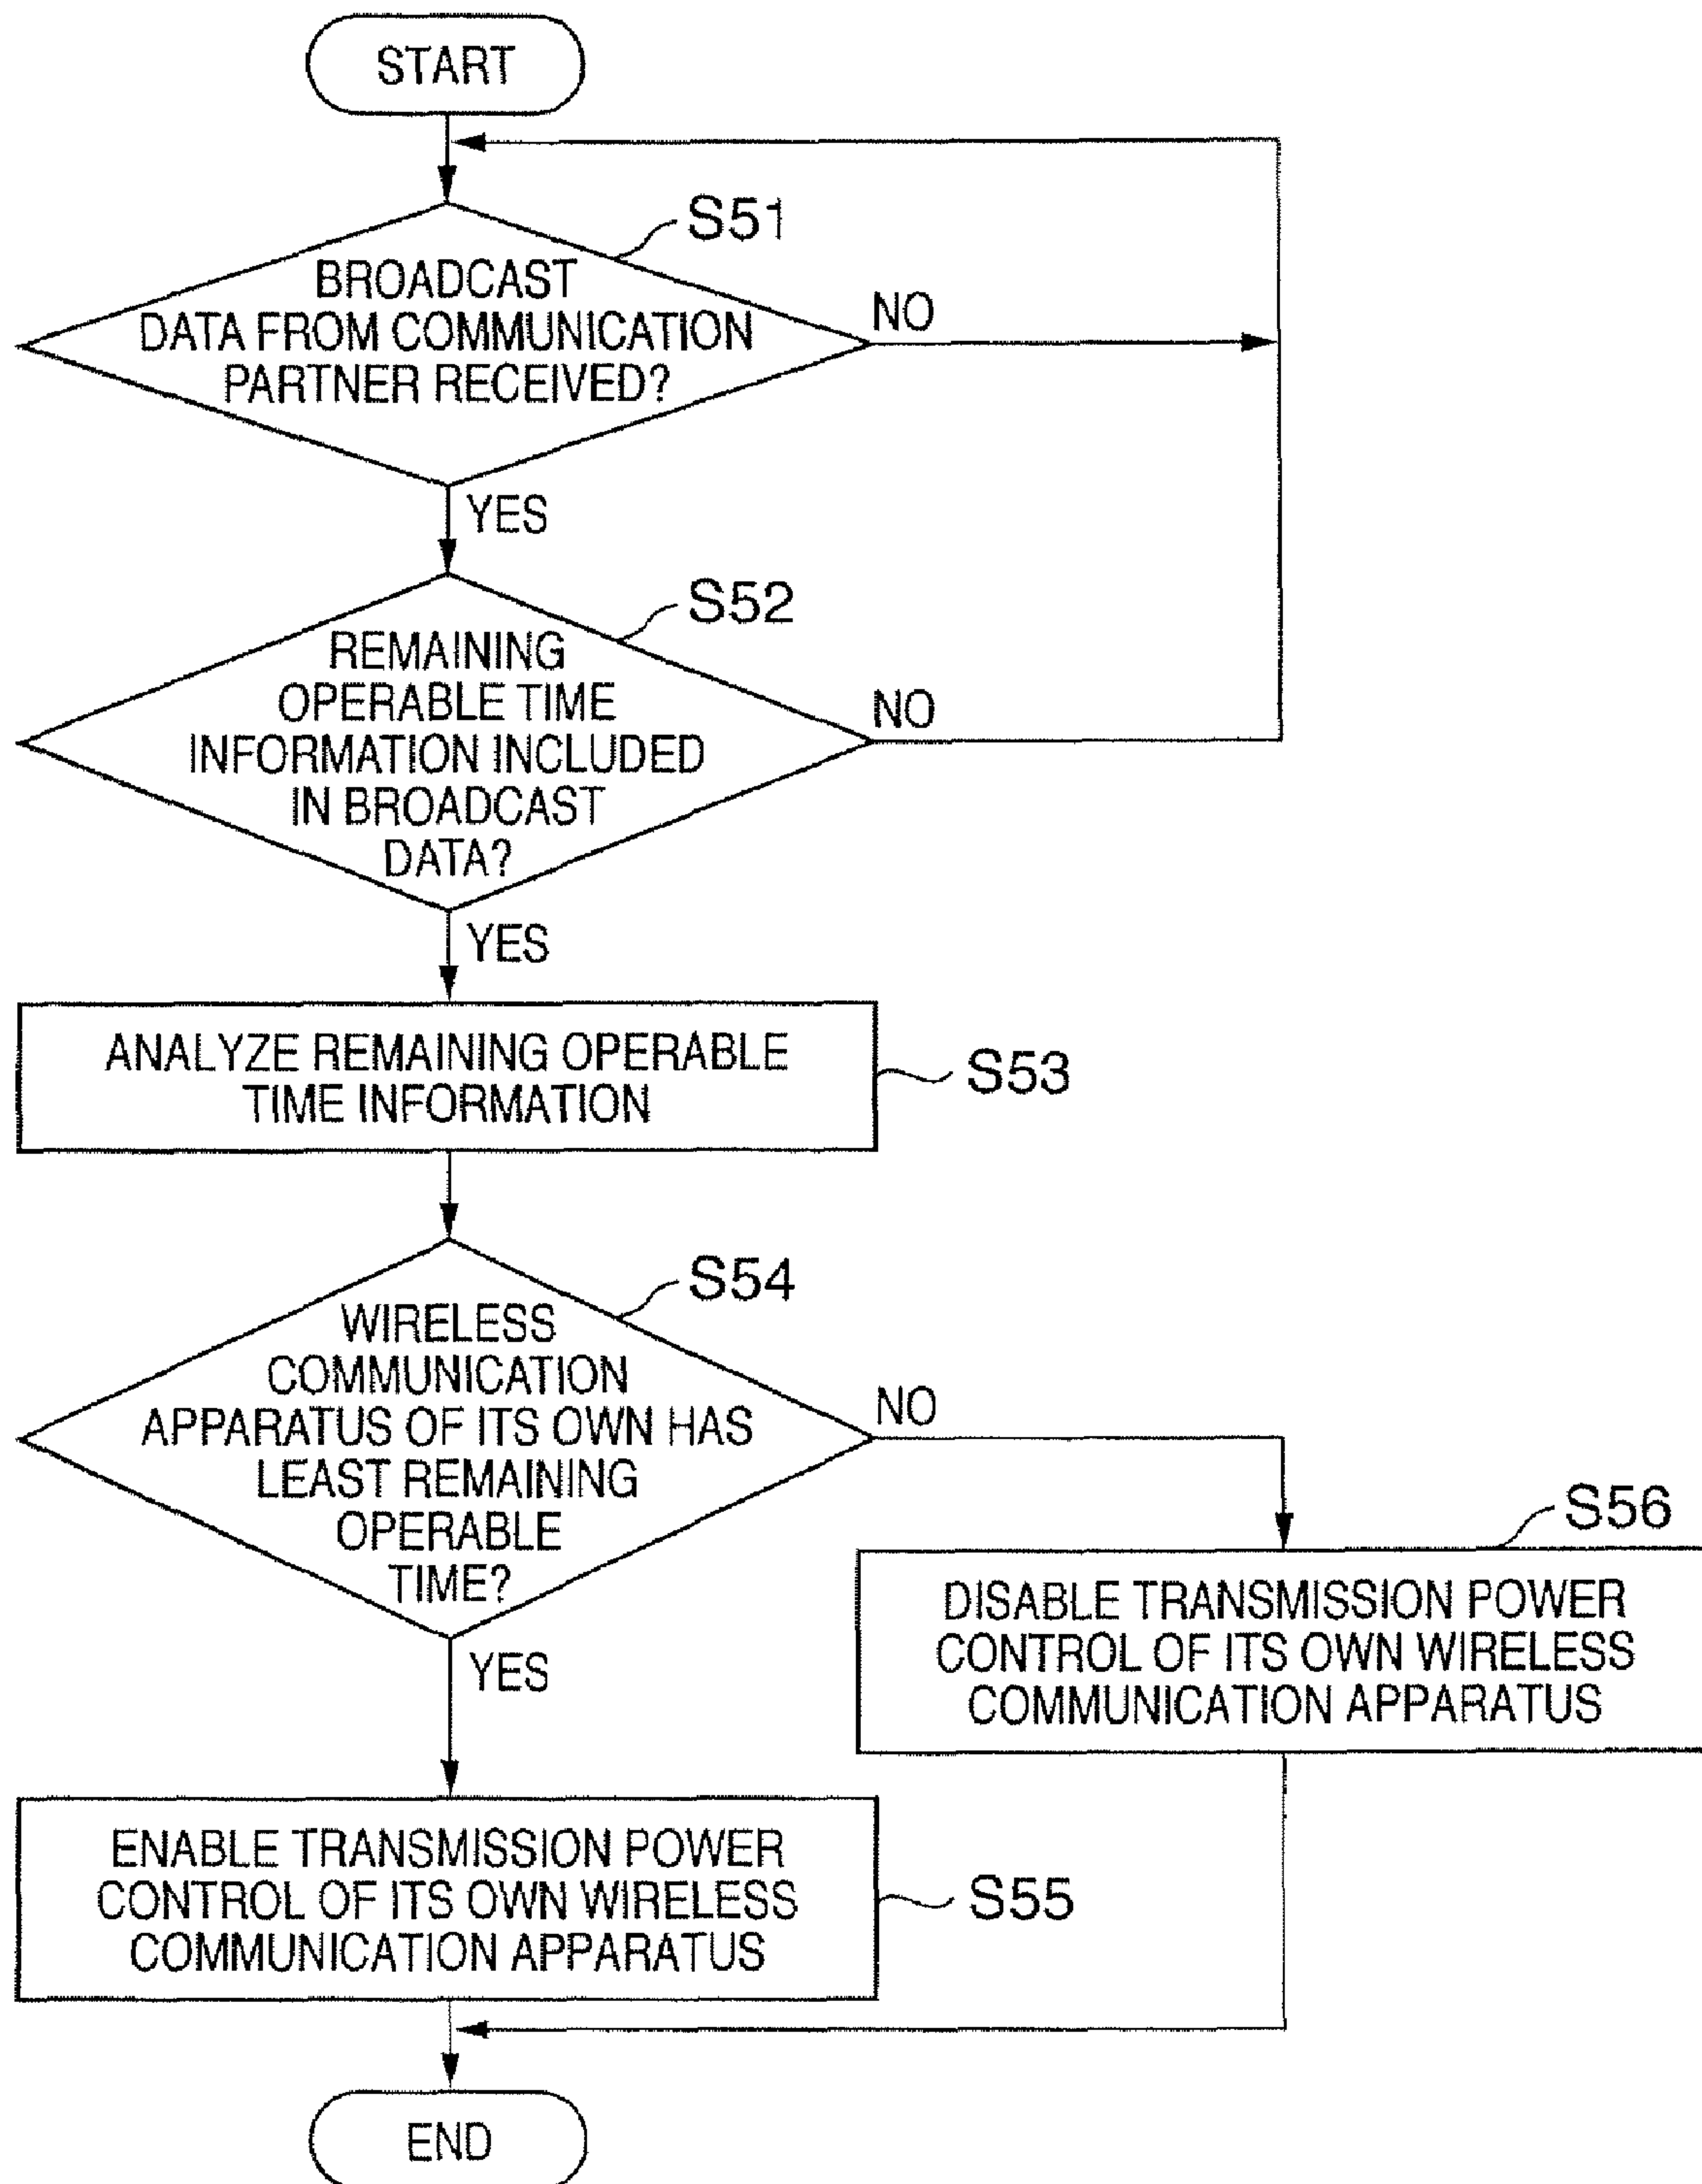 START
S51
BROADCAST
DATA FROM COMMUNICATION
PARTNER RECEIVED?
NO
YES
S52
REMAINING
OPERABLE TIME
INFORMATION INCLUDED
IN BROADCAST
DATA?
NO
YES
ANALYZE REMAINING OPERABLE
TIME INFORMATION
S53
S54
WIRELESS
COMMUNICATION
APPARATUS OF ITS OWN HAS
LEAST REMAINING
OPERABLE
TIME?
NO
YES
S56
DISABLE TRANSMISSION POWER
CONTROL OF ITS OWN WIRELESS
COMMUNICATION APPARATUS
ENABLE TRANSMISSION POWER
CONTROL OF ITS OWN WIRELESS
COMMUNICATION APPARATUS
S55
END